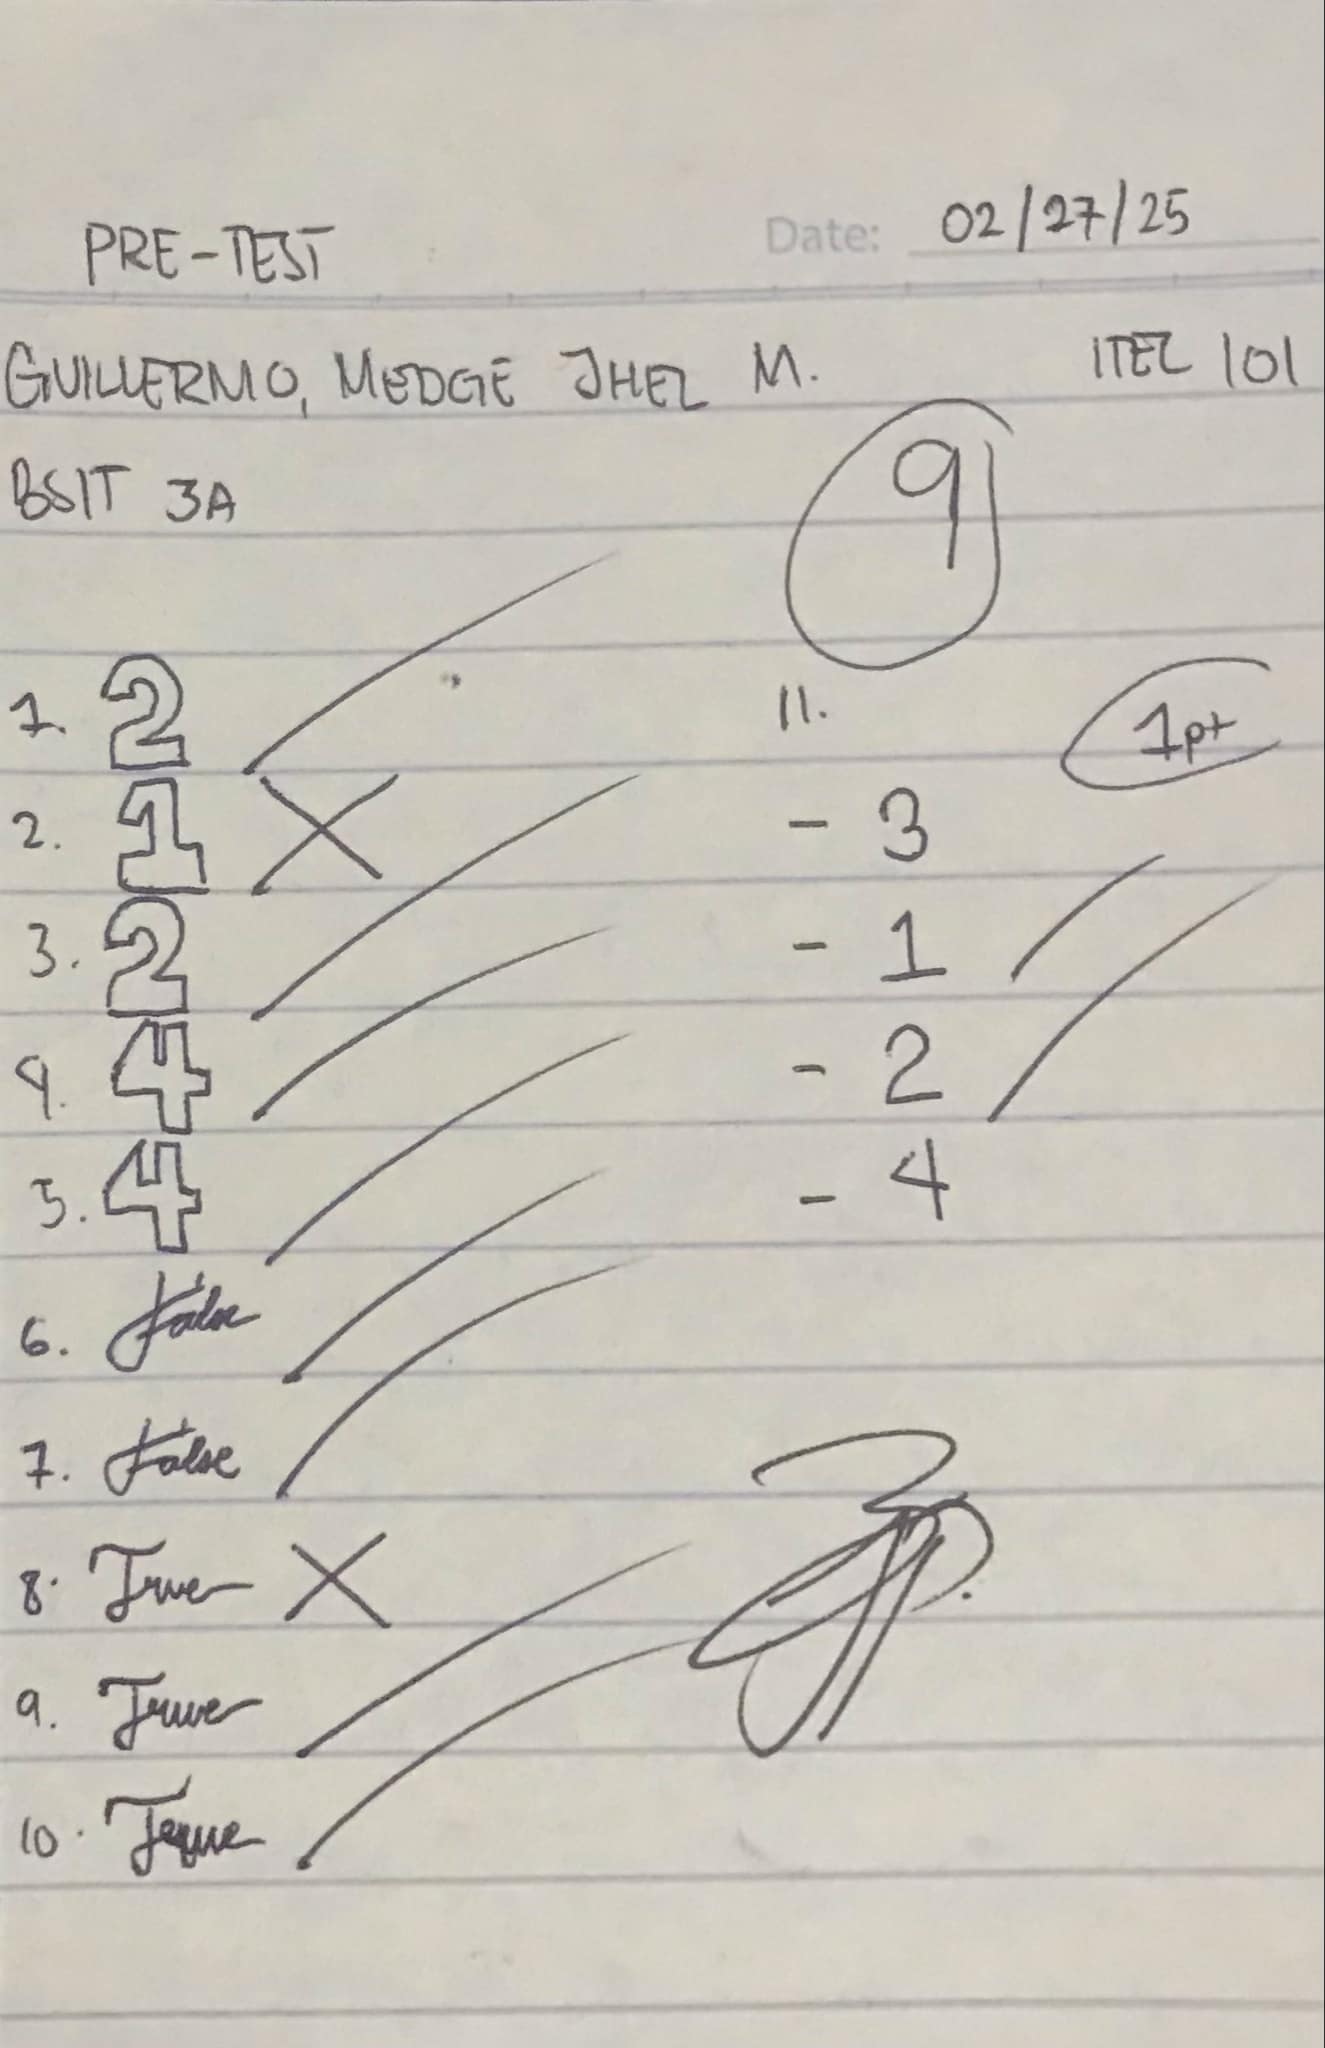 PRE-TEST
Date: 02/27/25
GUILLERMO, MEDGE JHEL M.
ITEL 101
BSIT 3A
9
1. 2
2. 1
3. 2
4. 4
5. 4
6. False
7. False
8. True
9. True
10. True
11.
1pt
- 3
- 1
- 2
- 4